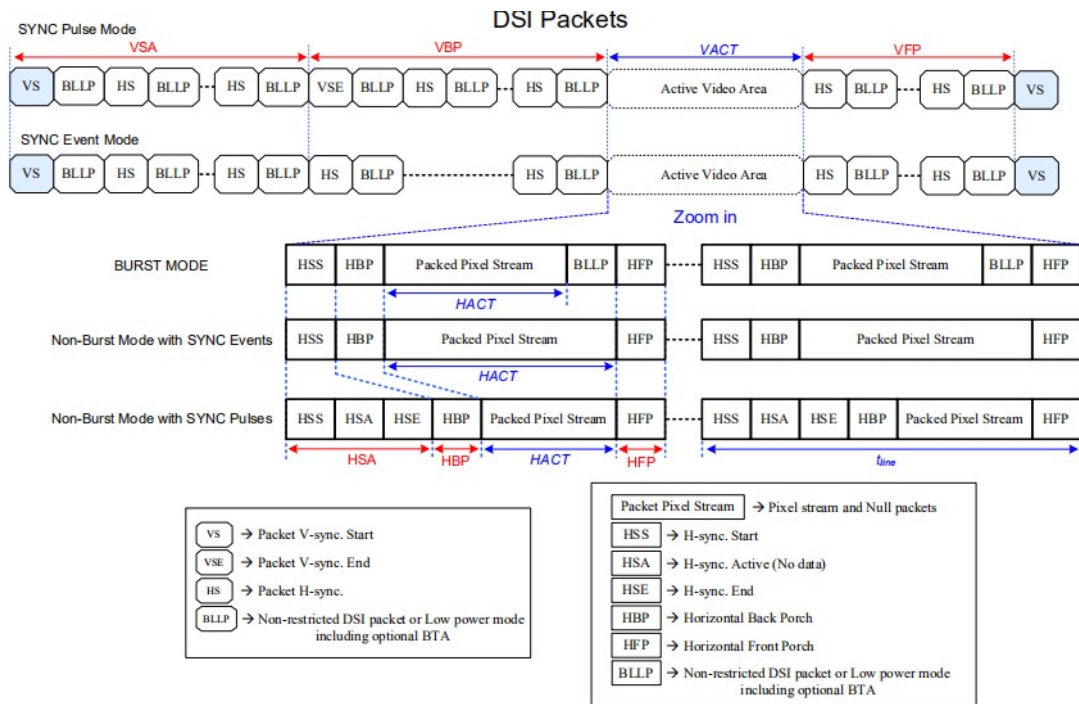 DSI Packets
SYNC Pulse Mode
VSA VBP VACT VFP
VS BLLP HS BLLP HS BLLP VSE BLLP HS BLLP HS BLLP Active Video Area HS BLLP HS BLLP VS
SYNC Event Mode
VS BLLP HS BLLP HS BLLP HS BLLP HS BLLP Active Video Area HS BLLP HS BLLP VS
Zoom in
BURST MODE HSS HBP Packed Pixel Stream BLLP HFP HSS HBP Packed Pixel Stream BLLP HFP
HACT
Non-Burst Mode with SYNC Events HSS HBP Packed Pixel Stream HFP HSS HBP Packed Pixel Stream HFP
HACT
Non-Burst Mode with SYNC Pulses HSS HSA HSE HBP Packed Pixel Stream HFP HSS HSA HSE HBP Packed Pixel Stream HFP
HSA HBP HACT HFP tline
VS → Packet V-sync. Start
VSE → Packet V-sync. End
HS → Packet H-sync.
BLLP → Non-restricted DSI packet or Low power mode
including optional BTA
Packet Pixel Stream → Pixel stream and Null packets
HSS → H-sync. Start
HSA → H-sync. Active (No data)
HSE → H-sync. End
HBP → Horizontal Back Porch
HFP → Horizontal Front Porch
BLLP → Non-restricted DSI packet or Low power mode
including optional BTA